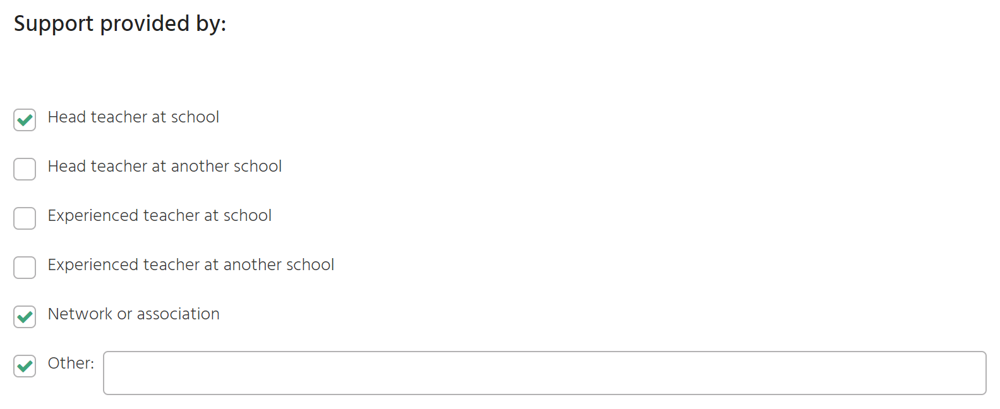 Support provided by:
Head teacher at school
Head teacher at another school
Experienced teacher at school
Experienced teacher at another school
Network or association
Other: